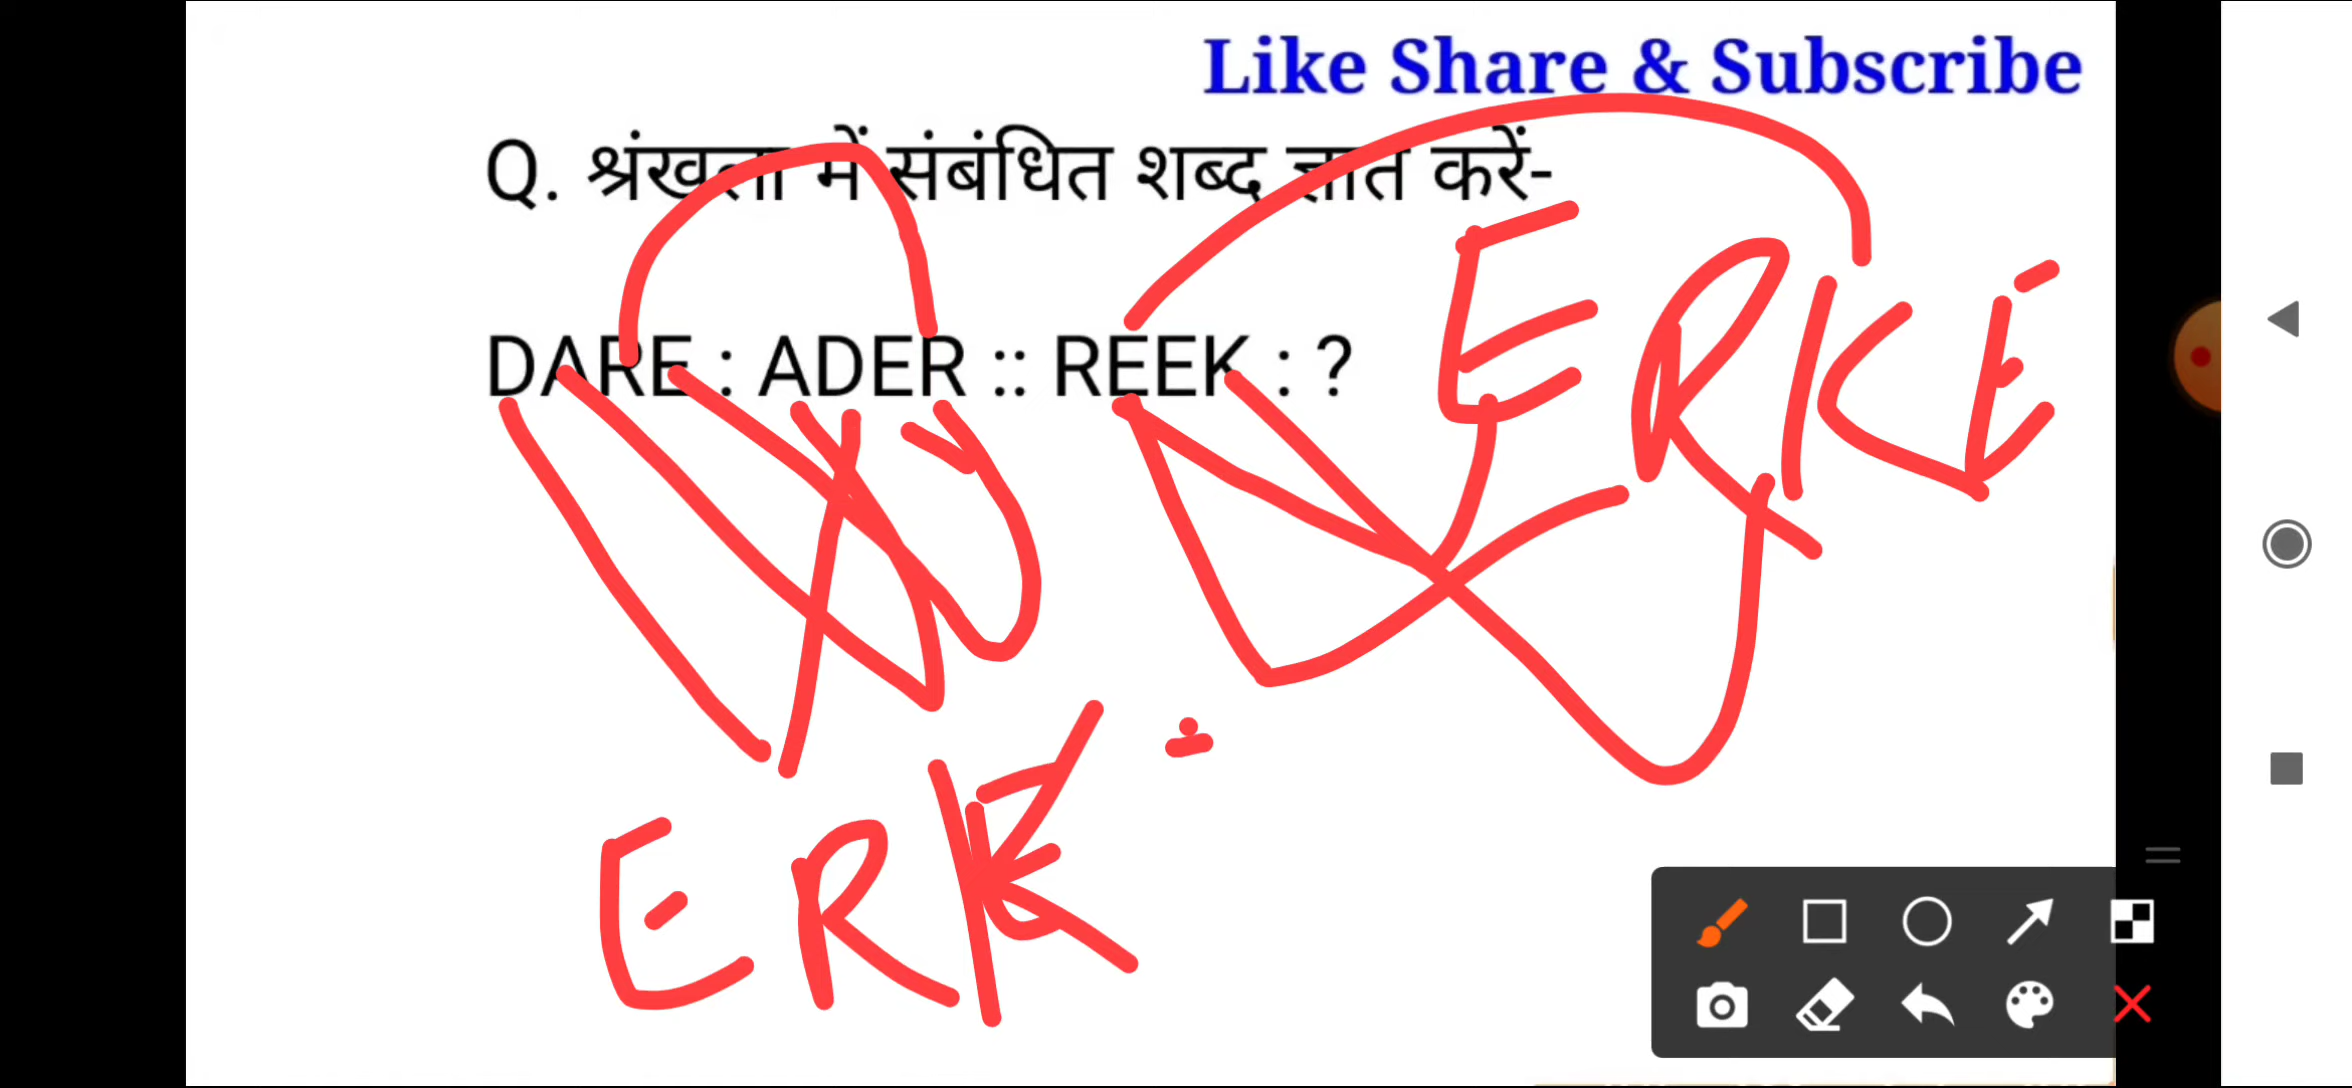 Like Share & Subscribe
Q. श्रंखला में संबंधित शब्द ज्ञात करें-
DARE : ADER :: REEK : ?
ERKE
ERK